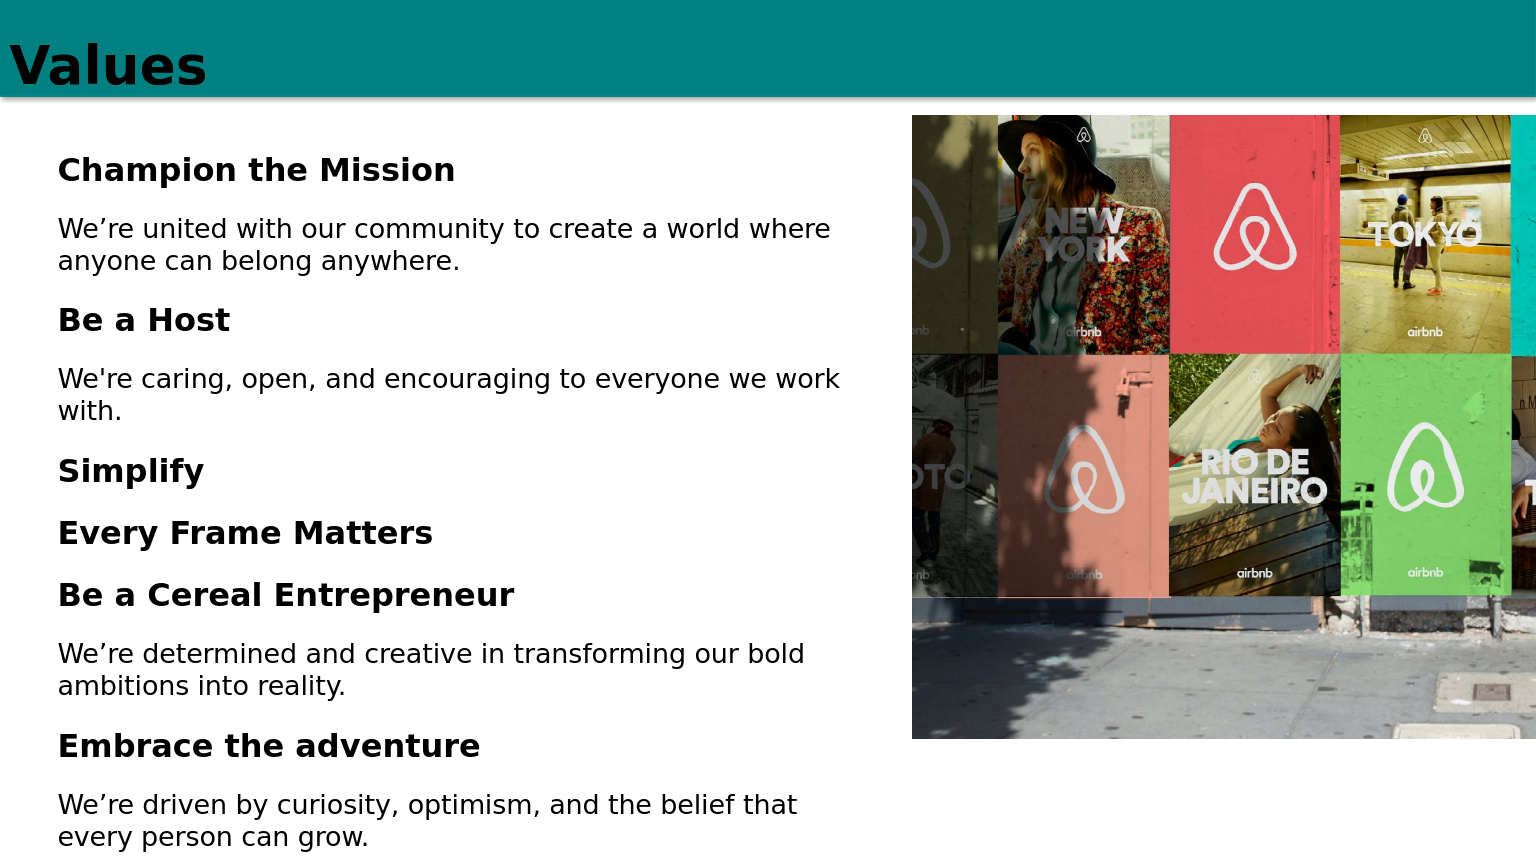 Values
Champion the Mission
We’re united with our community to create a world where
anyone can belong anywhere.
Be a Host
We're caring, open, and encouraging to everyone we work
with.
Simplify
Every Frame Matters
Be a Cereal Entrepreneur
We’re determined and creative in transforming our bold
ambitions into reality.
Embrace the adventure
We’re driven by curiosity, optimism, and the belief that
every person can grow.
NEW
YORK
airbnb
TOKYO
airbnb
airbnb
RIO DE
JANEIRO
airbnb
airbnb